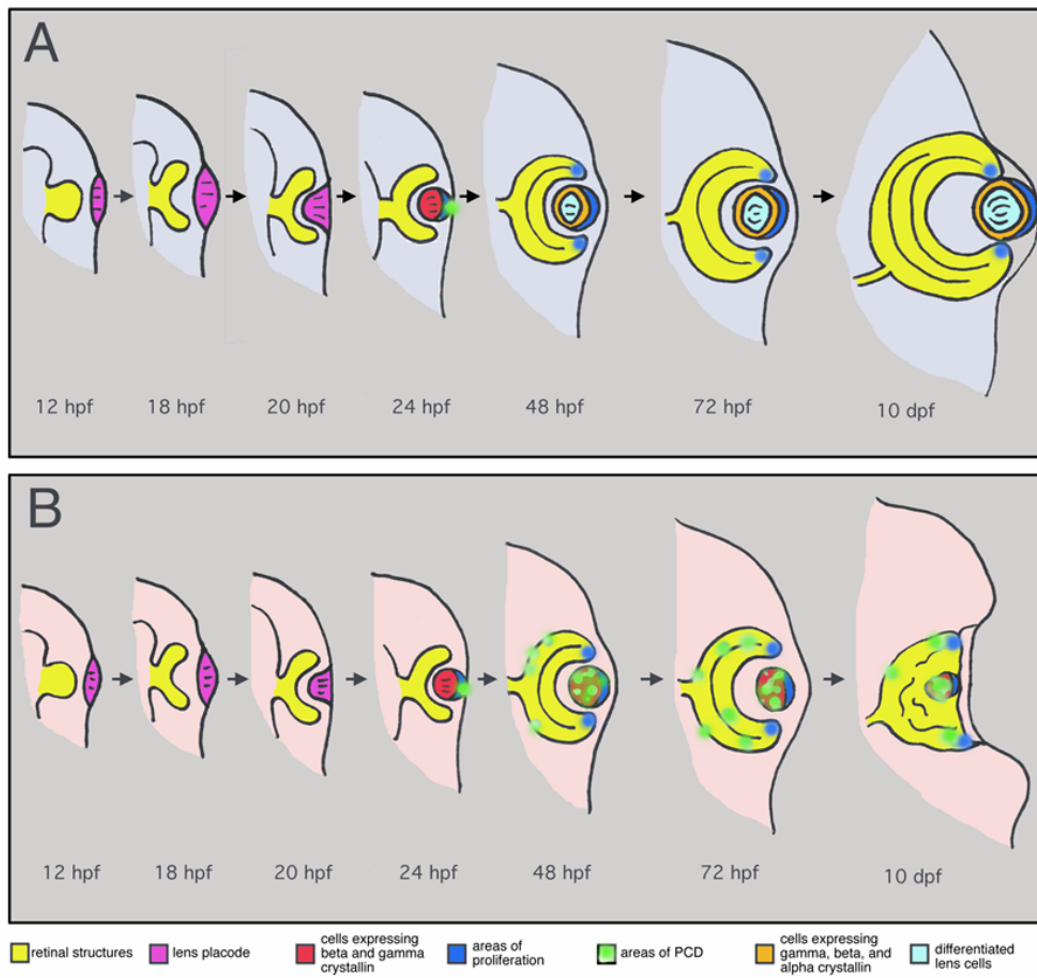 A
12 hpf
18 hpf
20 hpf
24 hpf
48 hpf
72 hpf
10 dpf
B
12 hpf
18 hpf
20 hpf
24 hpf
48 hpf
72 hpf
10 dpf
retinal structures
lens placode
cells expressing
beta and gamma
crystallin
areas of
proliferation
areas of PCD
cells expressing
gamma, beta, and
alpha crystallin
differentiated
lens cells